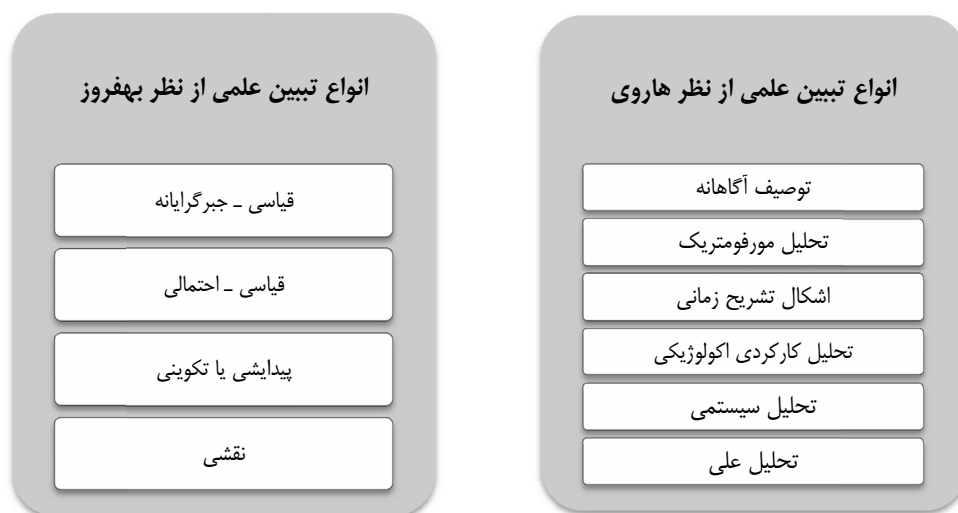 انواع تبیین علمی از نظر هاروی
توصیف آگاهانه
تحلیل مورفومتریک
اشکال تشریح زمانی
تحلیل کارکردی اکولوژیکی
تحلیل سیستمی
تحلیل علی
انواع تبیین علمی از نظر بهفروز
قیاسی ـ جبرگرایانه
قیاسی ـ احتمالی
پیدایشی یا تکوینی
نقشی